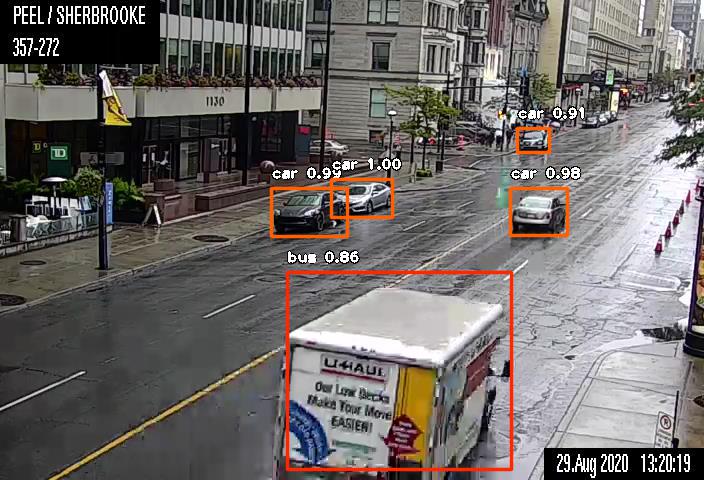 PEEL / SHERBROOKE
357-272
1130
TD
car 0.91
car 0.99
car 1.00
car 0.98
bus 0.86
U-HAUL
Our Low Decks
Make Your Move
EASIER!
P
29.Aug 2020 13:20:19